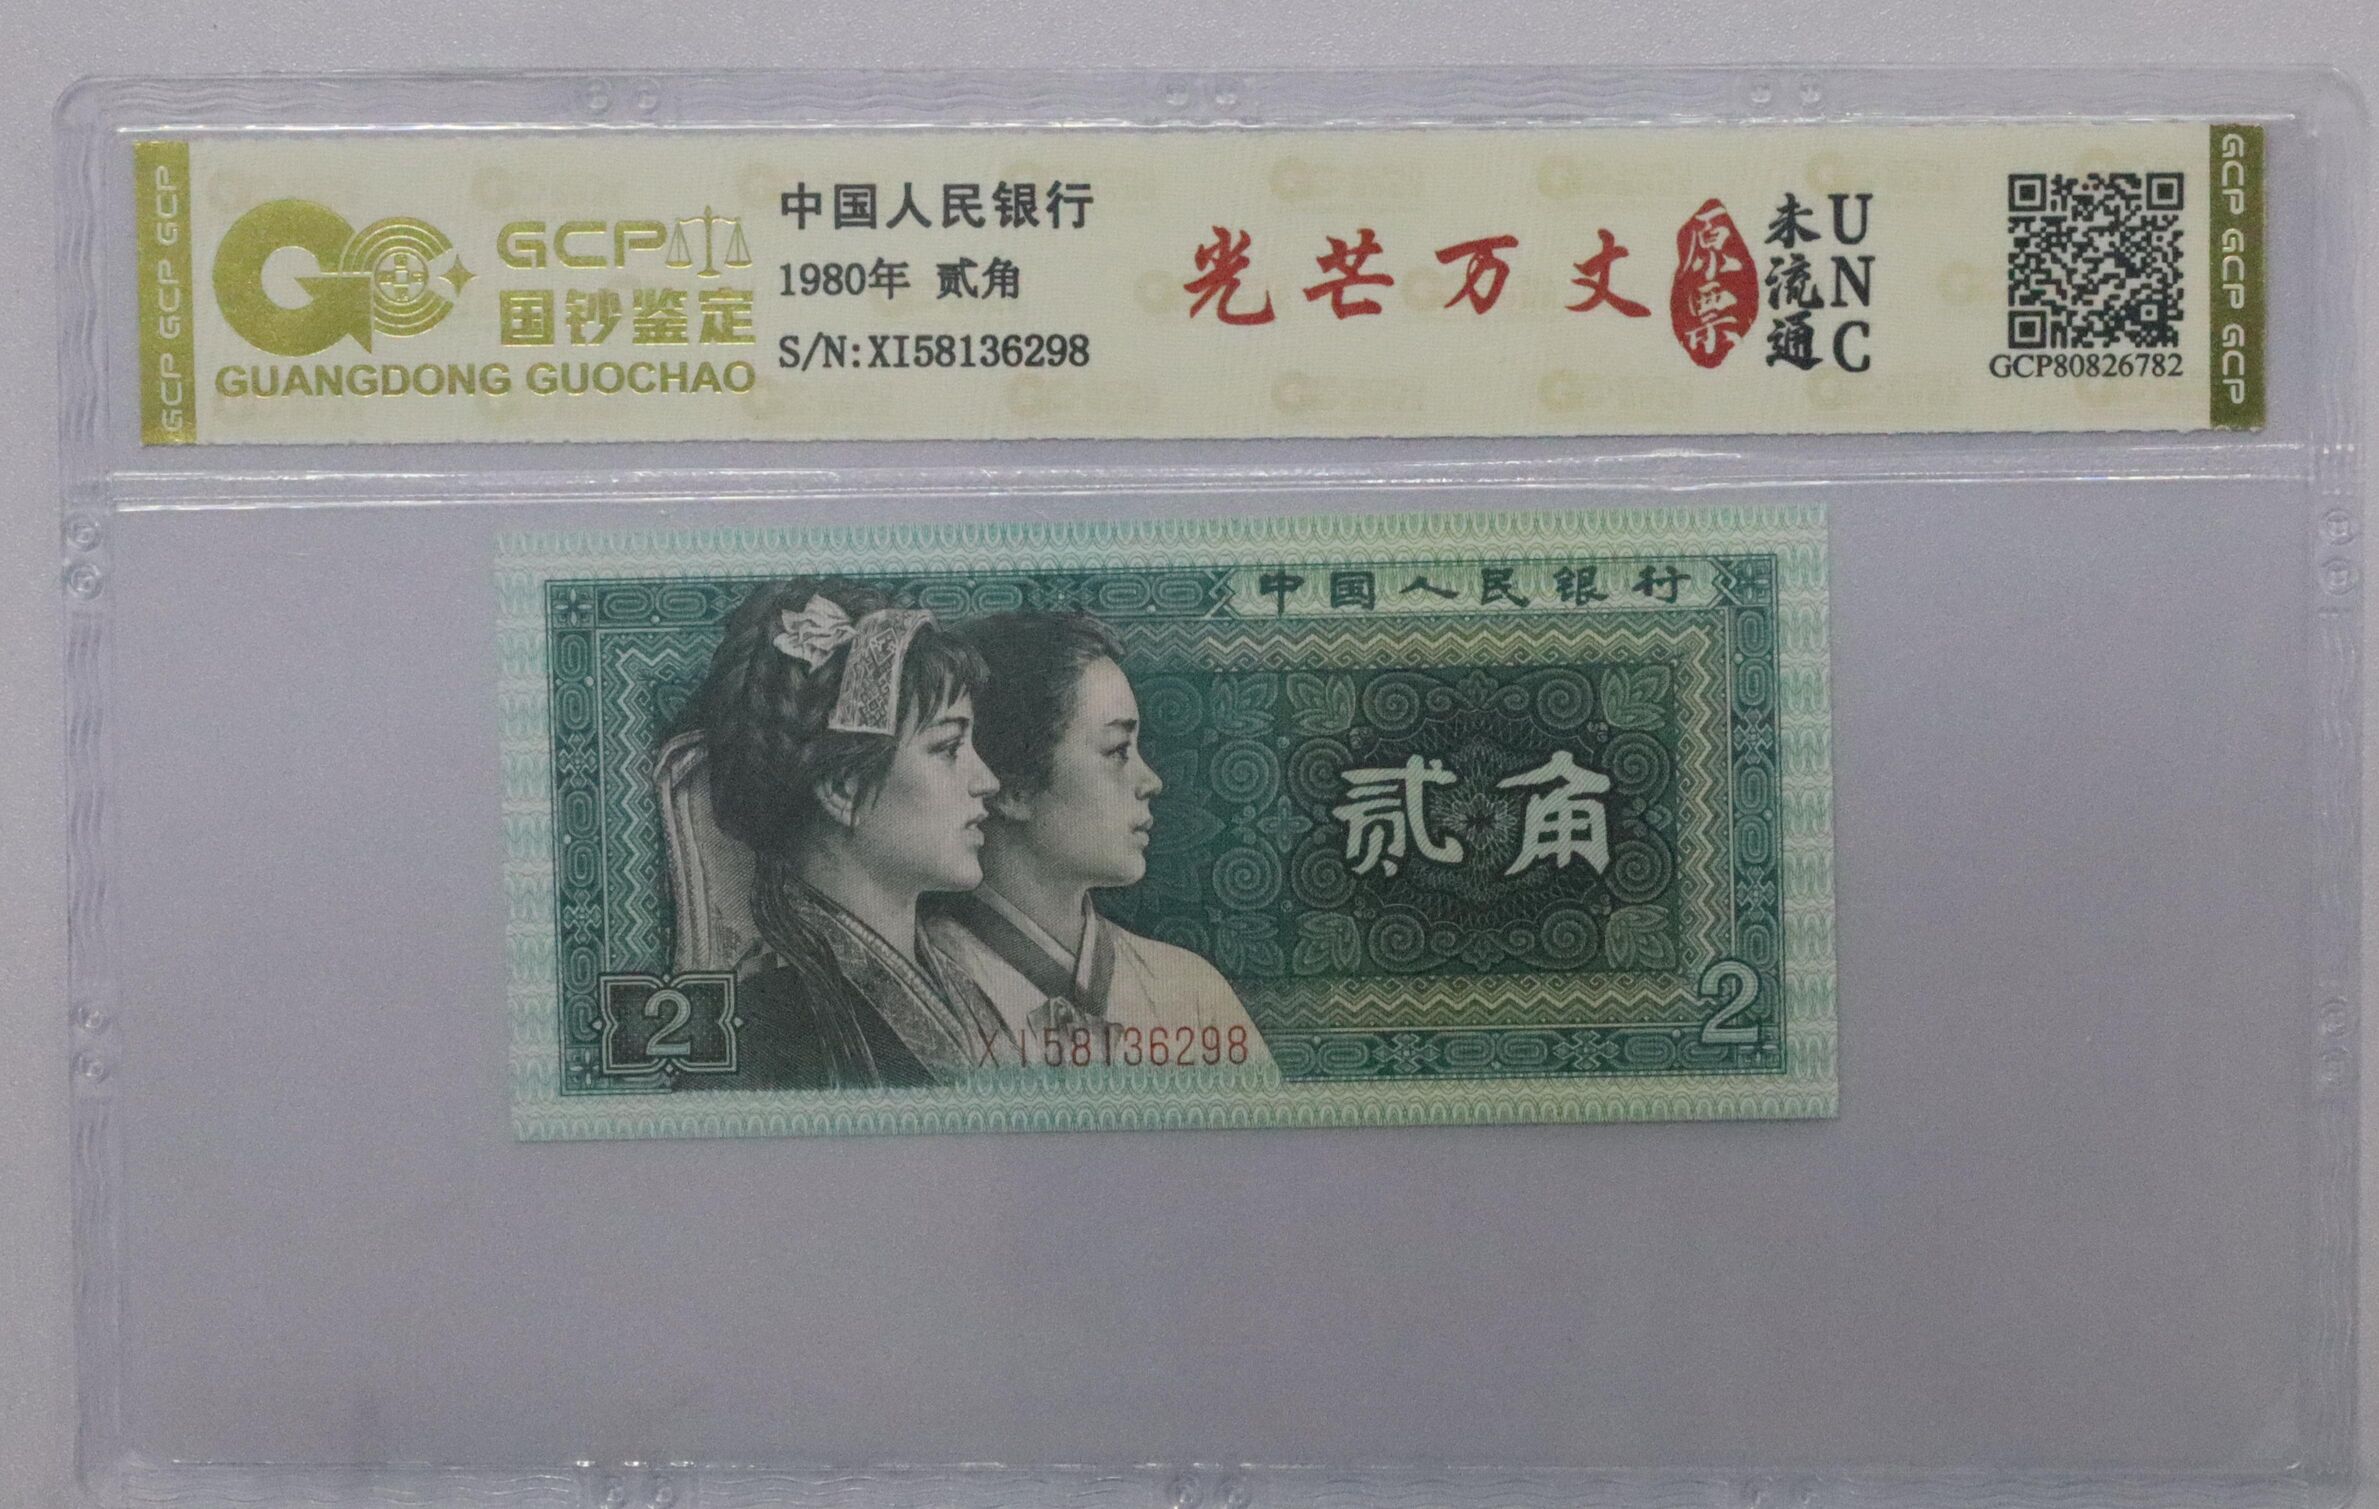 GCP GCP GCP
GCP
国钞鉴定
GUANGDONG GUOCHAO
中国人民银行
1980年 贰角
S/N:XI58136298
光芒万丈
原票
未流通
UNC
GCP80826782
GCP GCP GCP
中国人民银行
贰角
2
XI58136298
2